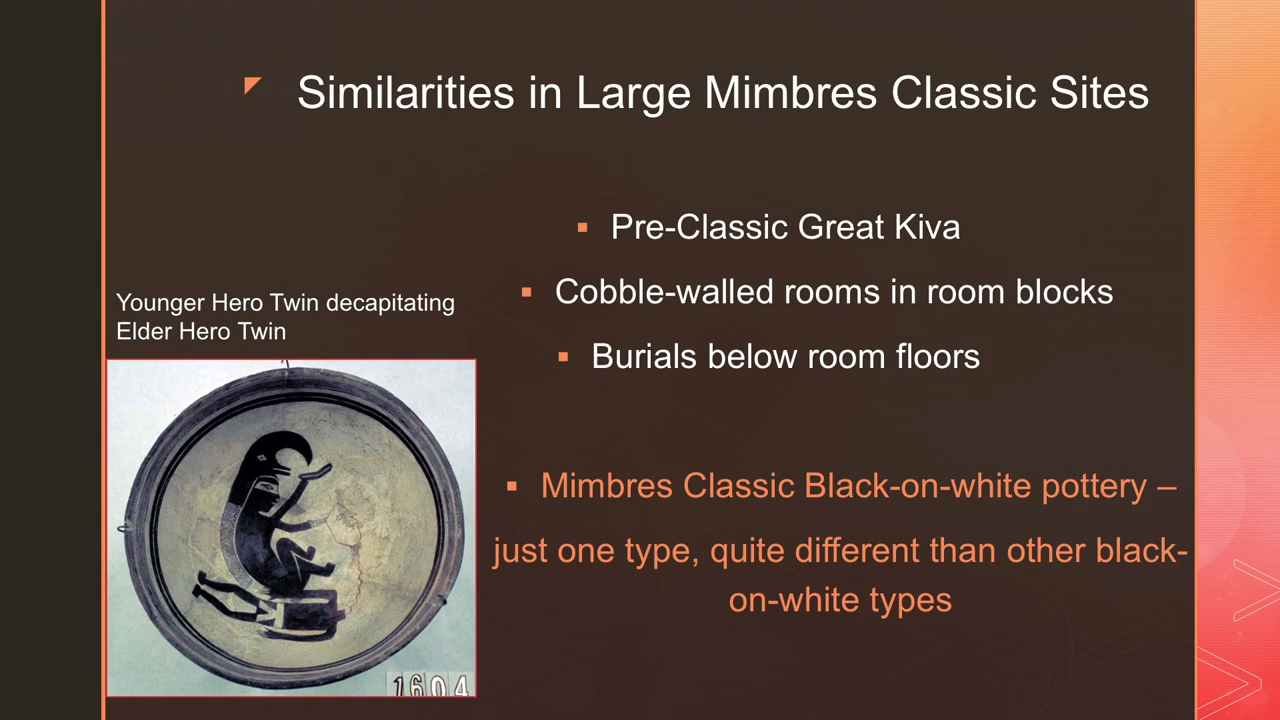 Similarities in Large Mimbres Classic Sites
▪ Pre-Classic Great Kiva
▪ Cobble-walled rooms in room blocks
▪ Burials below room floors
Younger Hero Twin decapitating
Elder Hero Twin
▪ Mimbres Classic Black-on-white pottery –
just one type, quite different than other black-
on-white types
1604